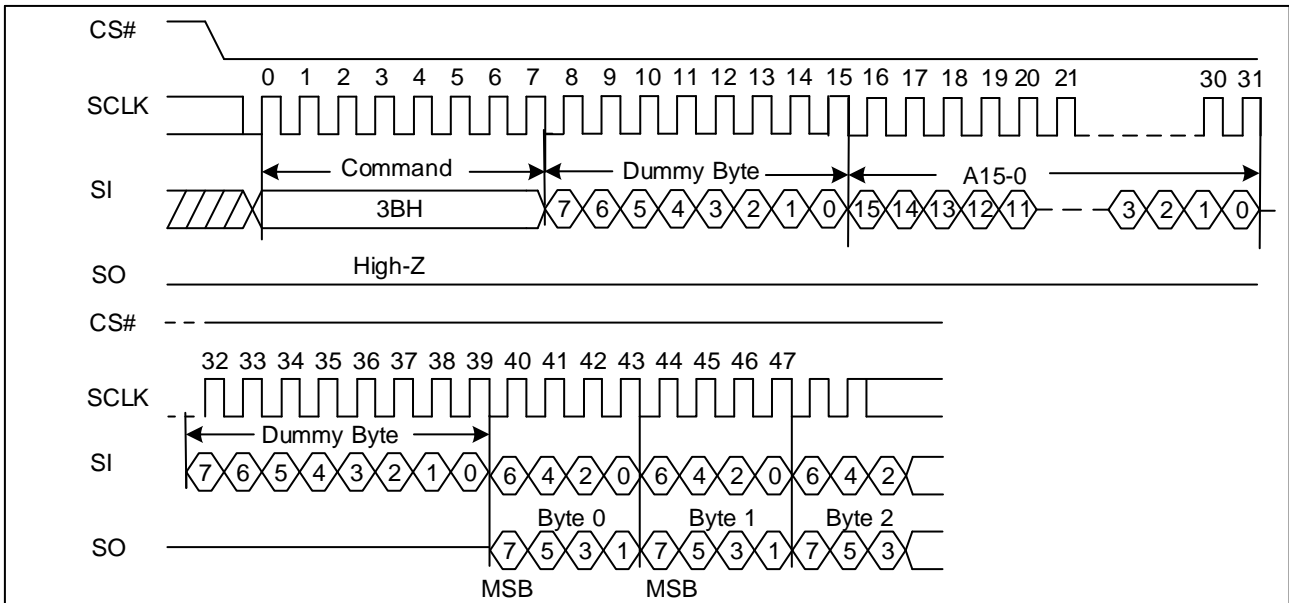 CS#
0 1 2 3 4 5 6 7 8 9 10 11 12 13 14 15 16 17 18 19 20 21 30 31
SCLK
Command Dummy Byte A15-0
SI
3BH 7 6 5 4 3 2 1 0 15 14 13 12 11 3 2 1 0
High-Z
SO
CS#
32 33 34 35 36 37 38 39 40 41 42 43 44 45 46 47
SCLK
Dummy Byte
SI 7 6 5 4 3 2 1 0 6 4 2 0 6 4 2 0 6 4 2
Byte 0 Byte 1 Byte 2
SO 7 5 3 1 7 5 3 1 7 5 3
MSB MSB